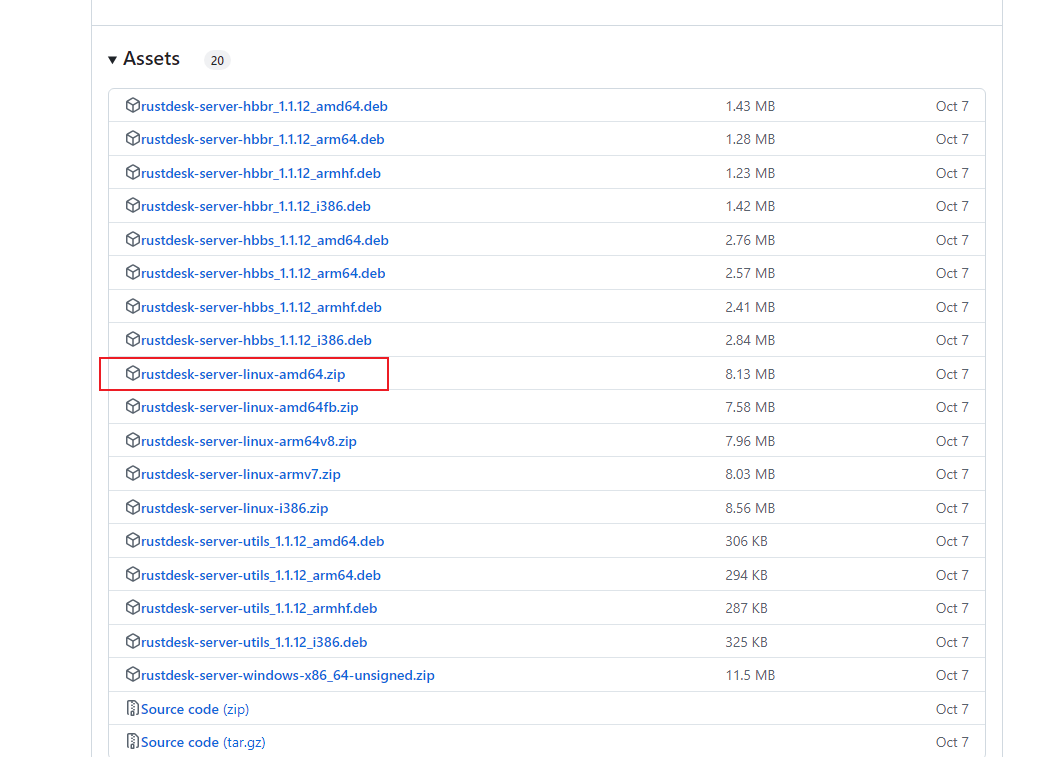 Assets 20
rustdesk-server-hbbr_1.1.12_amd64.deb 1.43 MB Oct 7
rustdesk-server-hbbr_1.1.12_arm64.deb 1.28 MB Oct 7
rustdesk-server-hbbr_1.1.12_armhf.deb 1.23 MB Oct 7
rustdesk-server-hbbr_1.1.12_i386.deb 1.42 MB Oct 7
rustdesk-server-hbbs_1.1.12_amd64.deb 2.76 MB Oct 7
rustdesk-server-hbbs_1.1.12_arm64.deb 2.57 MB Oct 7
rustdesk-server-hbbs_1.1.12_armhf.deb 2.41 MB Oct 7
rustdesk-server-hbbs_1.1.12_i386.deb 2.84 MB Oct 7
rustdesk-server-linux-amd64.zip 8.13 MB Oct 7
rustdesk-server-linux-amd64fb.zip 7.58 MB Oct 7
rustdesk-server-linux-arm64v8.zip 7.96 MB Oct 7
rustdesk-server-linux-armv7.zip 8.03 MB Oct 7
rustdesk-server-linux-i386.zip 8.56 MB Oct 7
rustdesk-server-utils_1.1.12_amd64.deb 306 KB Oct 7
rustdesk-server-utils_1.1.12_arm64.deb 294 KB Oct 7
rustdesk-server-utils_1.1.12_armhf.deb 287 KB Oct 7
rustdesk-server-utils_1.1.12_i386.deb 325 KB Oct 7
rustdesk-server-windows-x86_64-unsigned.zip 11.5 MB Oct 7
Source code (zip) Oct 7
Source code (tar.gz) Oct 7